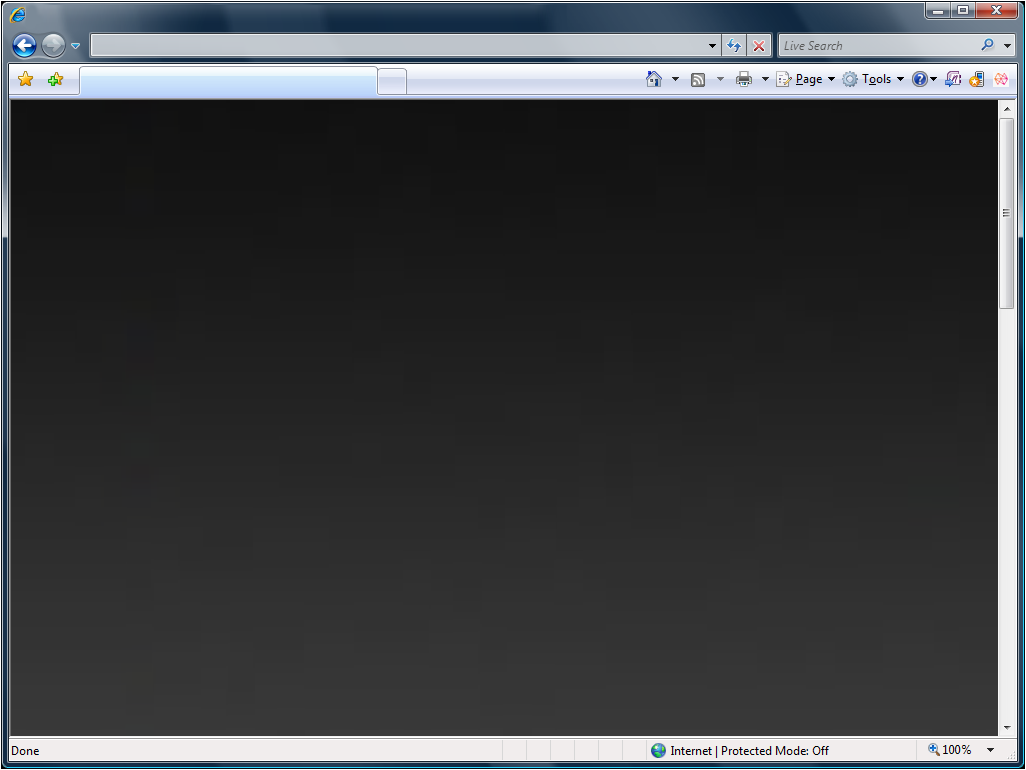 Live Search
Page Tools
Done Internet | Protected Mode: Off 100%